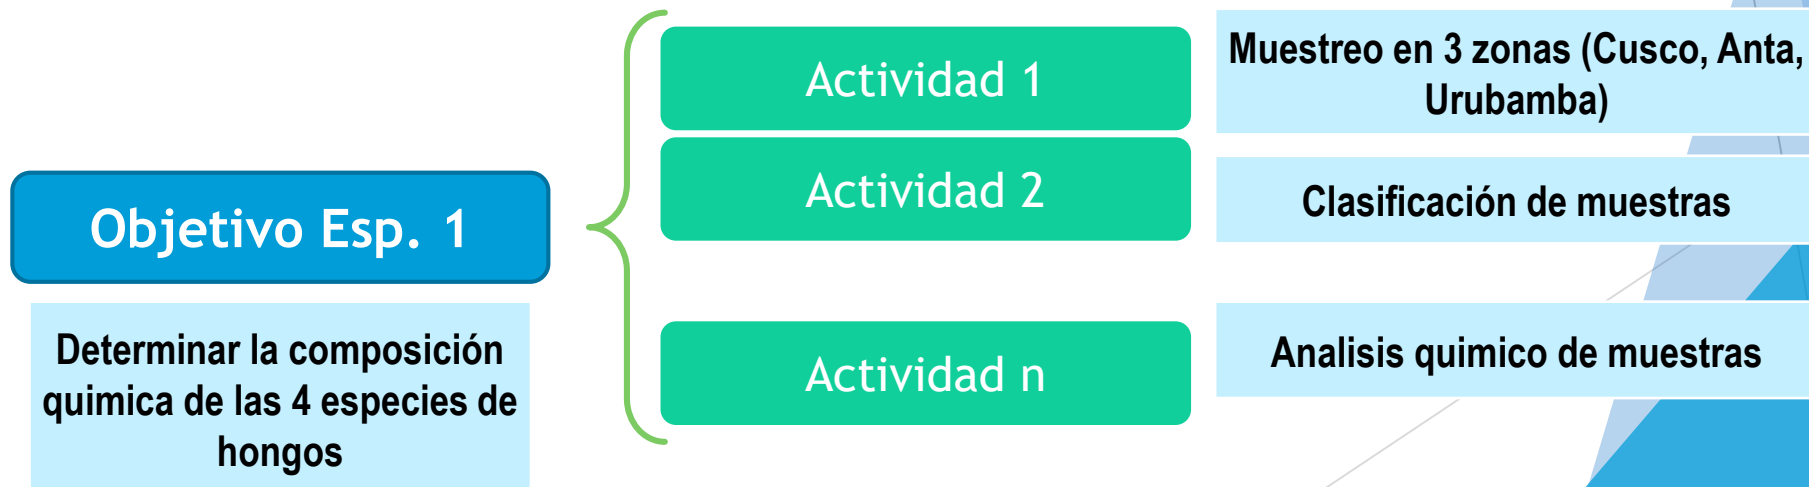 Objetivo Esp. 1
Determinar la composición
quimica de las 4 especies de
hongos
Actividad 1
Muestreo en 3 zonas (Cusco, Anta,
Urubamba)
Actividad 2
Clasificación de muestras
Actividad n
Analisis quimico de muestras